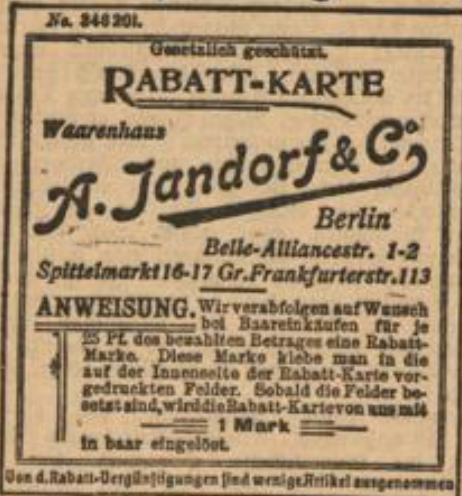 No. 346201.
Gesetzlich geschützt.
RABATT-KARTE
Waarenhaus
A. Jandorf & Co
Berlin
Belle-Alliancestr. 1-2
Spittelmarkt 16-17 Gr. Frankfurterstr. 113
ANWEISUNG. Wir verabfolgen auf Wunsch
bei Baareinkäufen für je
25 Pf. des bezahlten Betrages eine Rabatt-
Marke. Diese Marke klebe man in die
auf der Innenseite der Rabatt-Karte vor-
gedruckten Felder. Sobald die Felder be-
setzt sind, wird die Rabatt-Karte von uns mit
1 Mark
in baar eingelöst.
Von d. Rabatt-Vergünstigungen sind wenige Artikel ausgenommen